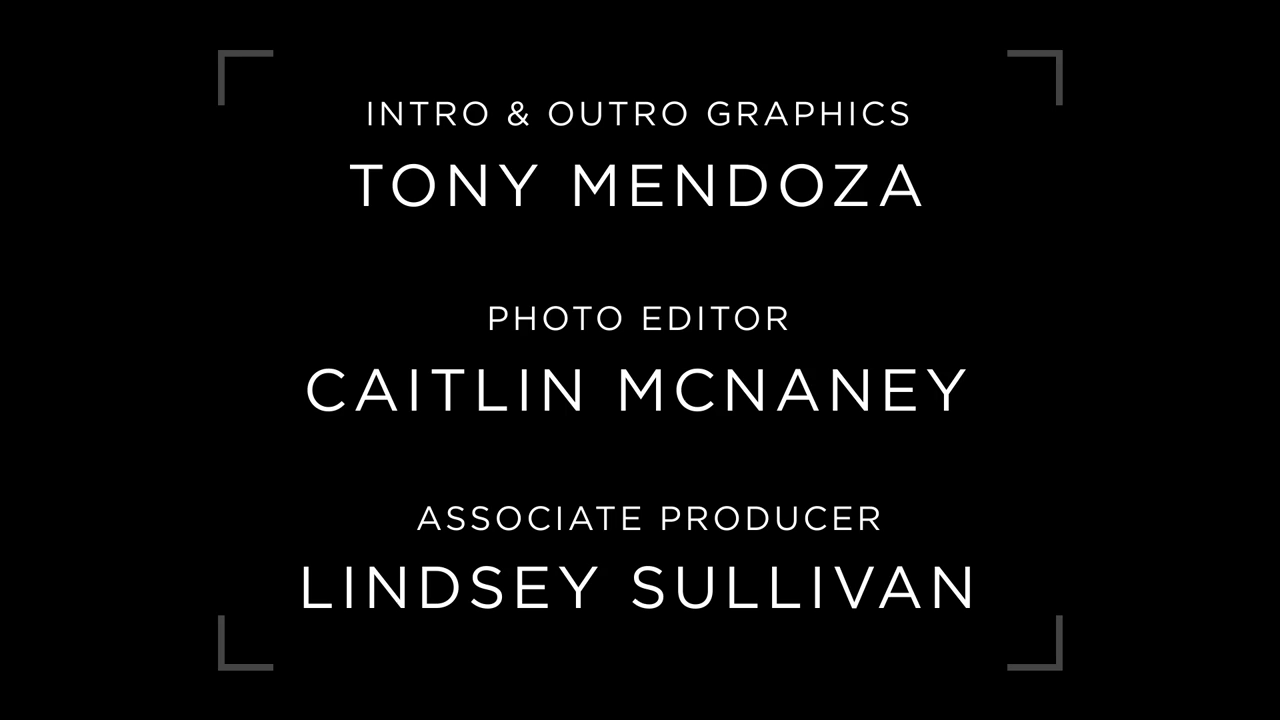 INTRO & OUTRO GRAPHICS
TONY MENDOZA
PHOTO EDITOR
CAITLIN MCNANEY
ASSOCIATE PRODUCER
LINDSEY SULLIVAN